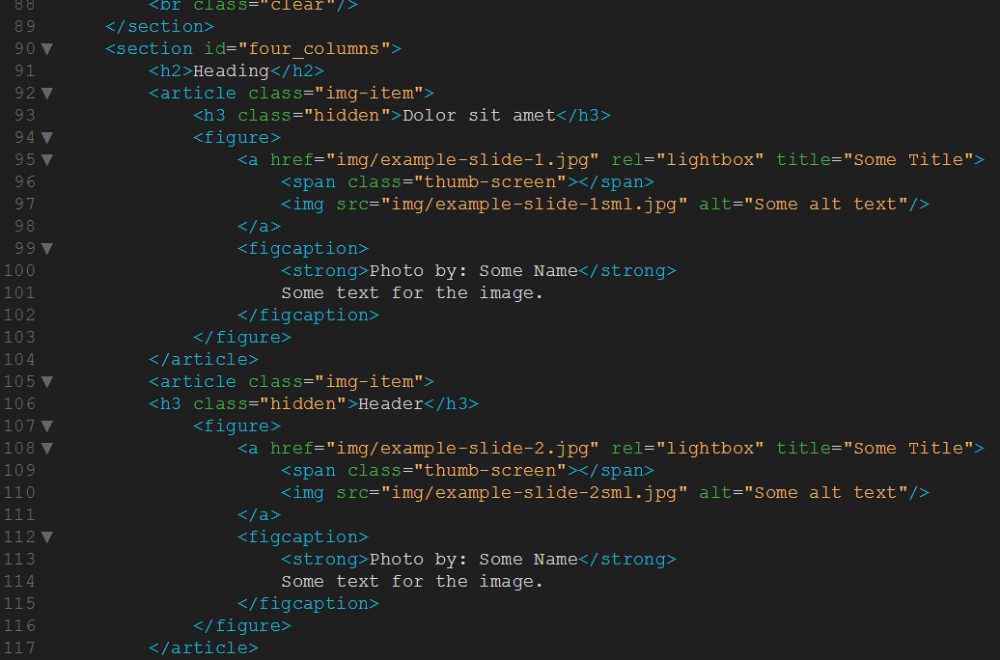 88 <br class="clear"/>
89 </section>
90 ▼ <section id="four_columns">
91 <h2>Heading</h2>
92 ▼ <article class="img-item">
93 <h3 class="hidden">Dolor sit amet</h3>
94 ▼ <figure>
95 ▼ <a href="img/example-slide-1.jpg" rel="lightbox" title="Some Title">
96 <span class="thumb-screen"></span>
97 <img src="img/example-slide-1sml.jpg" alt="Some alt text"/>
98 </a>
99 ▼ <figcaption>
100 <strong>Photo by: Some Name</strong>
101 Some text for the image.
102 </figcaption>
103 </figure>
104 </article>
105 ▼ <article class="img-item">
106 <h3 class="hidden">Header</h3>
107 ▼ <figure>
108 ▼ <a href="img/example-slide-2.jpg" rel="lightbox" title="Some Title">
109 <span class="thumb-screen"></span>
110 <img src="img/example-slide-2sml.jpg" alt="Some alt text"/>
111 </a>
112 ▼ <figcaption>
113 <strong>Photo by: Some Name</strong>
114 Some text for the image.
115 </figcaption>
116 </figure>
117 </article>